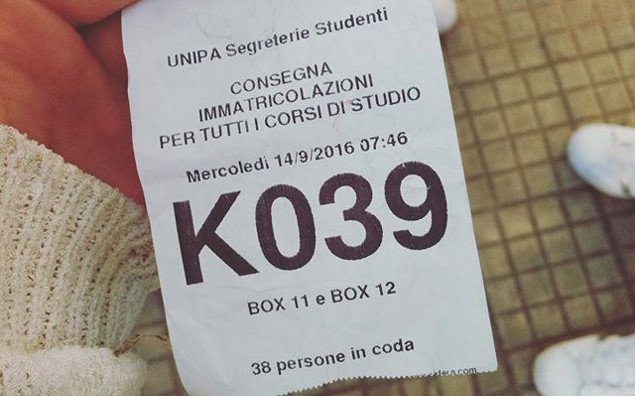 UNIPA Segreterie Studenti
CONSEGNA
IMMATRICOLAZIONI
PER TUTTI I CORSI DI STUDIO
Mercoledì 14/9/2016 07:46
K039
BOX 11 e BOX 12
38 persone in coda